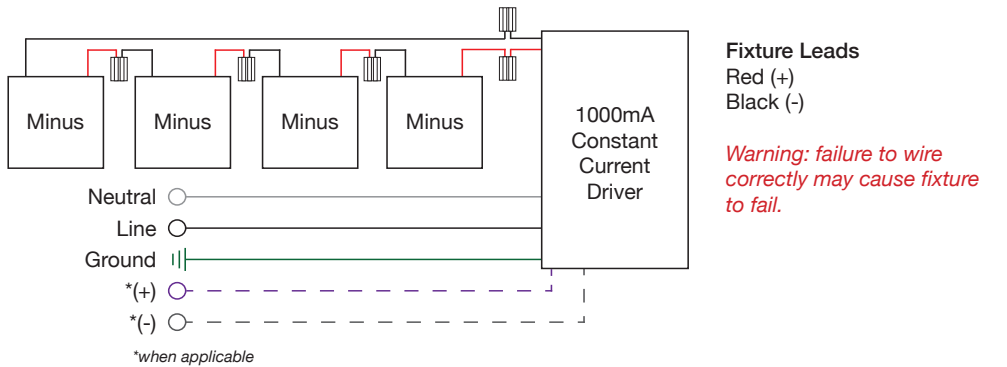 Minus
Minus
Minus
Minus
1000mA
Constant
Current
Driver
Fixture Leads
Red (+)
Black (-)
Warning: failure to wire
correctly may cause fixture
to fail.
Neutral
Line
Ground
*(+)
*(-)
*when applicable